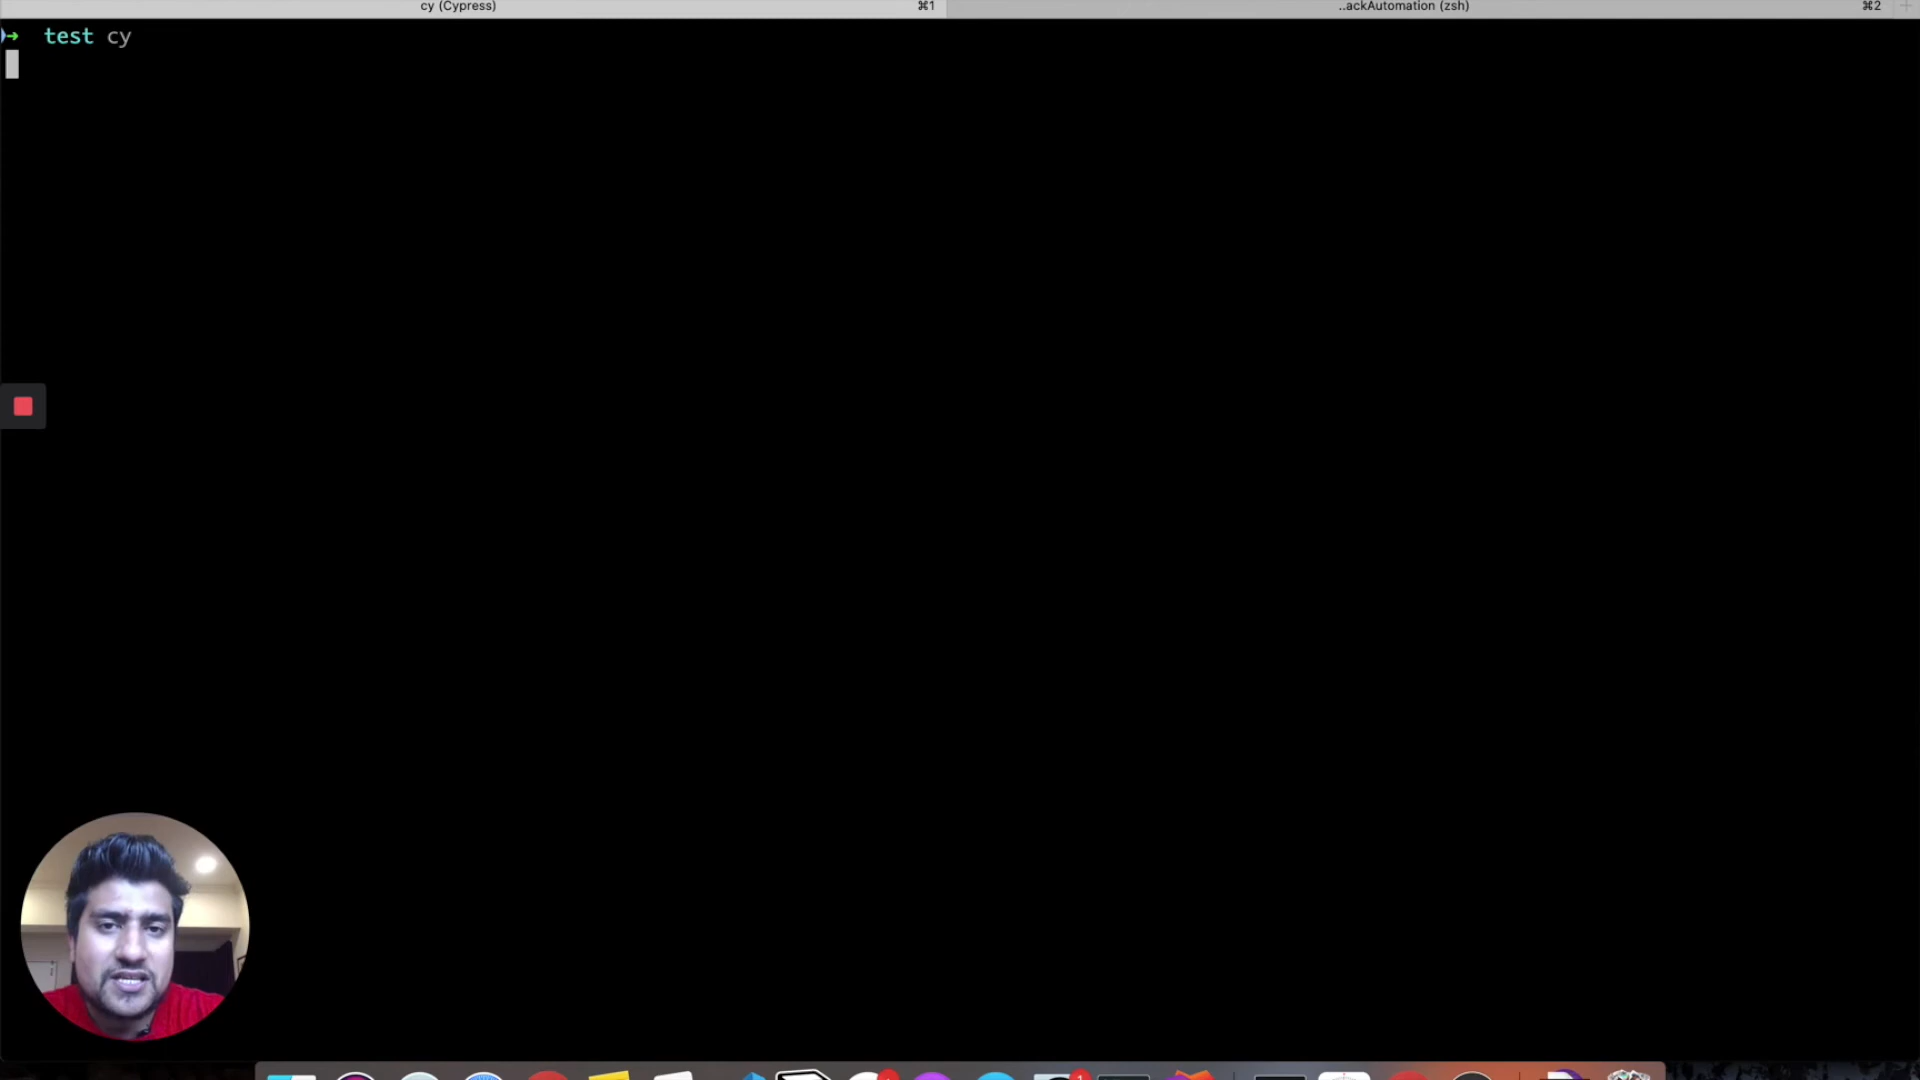 cy (Cypress) ⌘1 ..ackAutomation (zsh) ⌘2
→ test cy